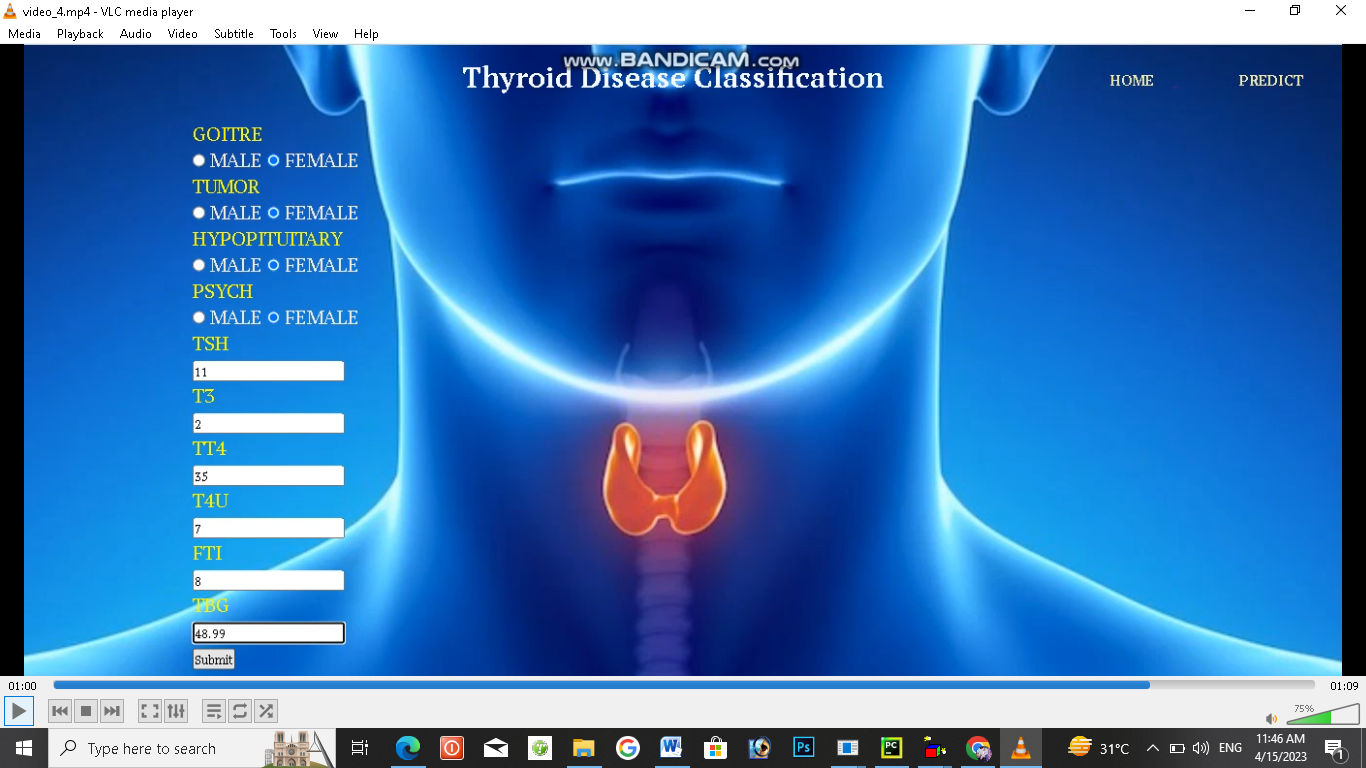 video_4.mp4 - VLC media player
Media Playback Audio Video Subtitle Tools View Help
www.BANDICAM.com
Thyroid Disease Classification
HOME PREDICT
GOITRE
MALE FEMALE
TUMOR
MALE FEMALE
HYPOPITUITARY
MALE FEMALE
PSYCH
MALE FEMALE
TSH
11
T3
2
TT4
35
T4U
7
FTI
8
TBG
48.99
Submit
01:00 01:09
75%
Type here to search
31°C ENG 11:46 AM
4/15/2023